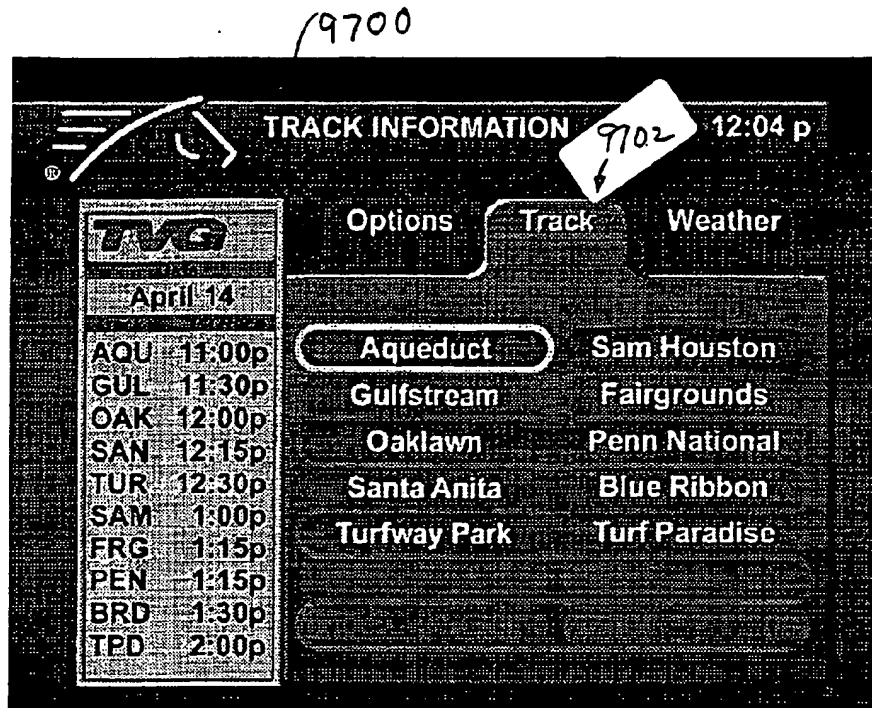 9700
TRACK INFORMATION 9702 12:04 p
®
Options Track Weather
TVG
April 14
AQU 11:00p
GUL 11:30p
OAK 12:00p
SAN 12:15p
TUR 12:30p
SAM 1:00p
FRG 1:15p
PEN 1:15p
BRD 1:30p
TPD 2:00p
Aqueduct Sam Houston
Gulfstream Fairgrounds
Oaklawn Penn National
Santa Anita Blue Ribbon
Turfway Park Turf Paradise